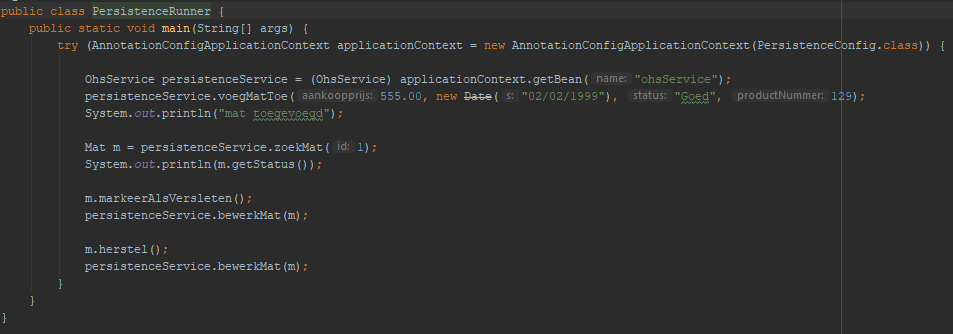 public class PersistenceRunner {
    public static void main(String[] args) {
        try (AnnotationConfigApplicationContext applicationContext = new AnnotationConfigApplicationContext(PersistenceConfig.class)) {
            OhsService persistenceService = (OhsService) applicationContext.getBean( name: "ohsService");
            persistenceService.voegMatToe( aankoopprijs: 555.00, new Date( s: "02/02/1999"), status: "Goed", productNummer: 129);
            System.out.println("mat toegevoegd");
            Mat m = persistenceService.zoekMat( id: 1);
            System.out.println(m.getStatus());
            m.markeerAlsVersleten();
            persistenceService.bewerkMat(m);
            m.herstel();
            persistenceService.bewerkMat(m);
        }
    }
}